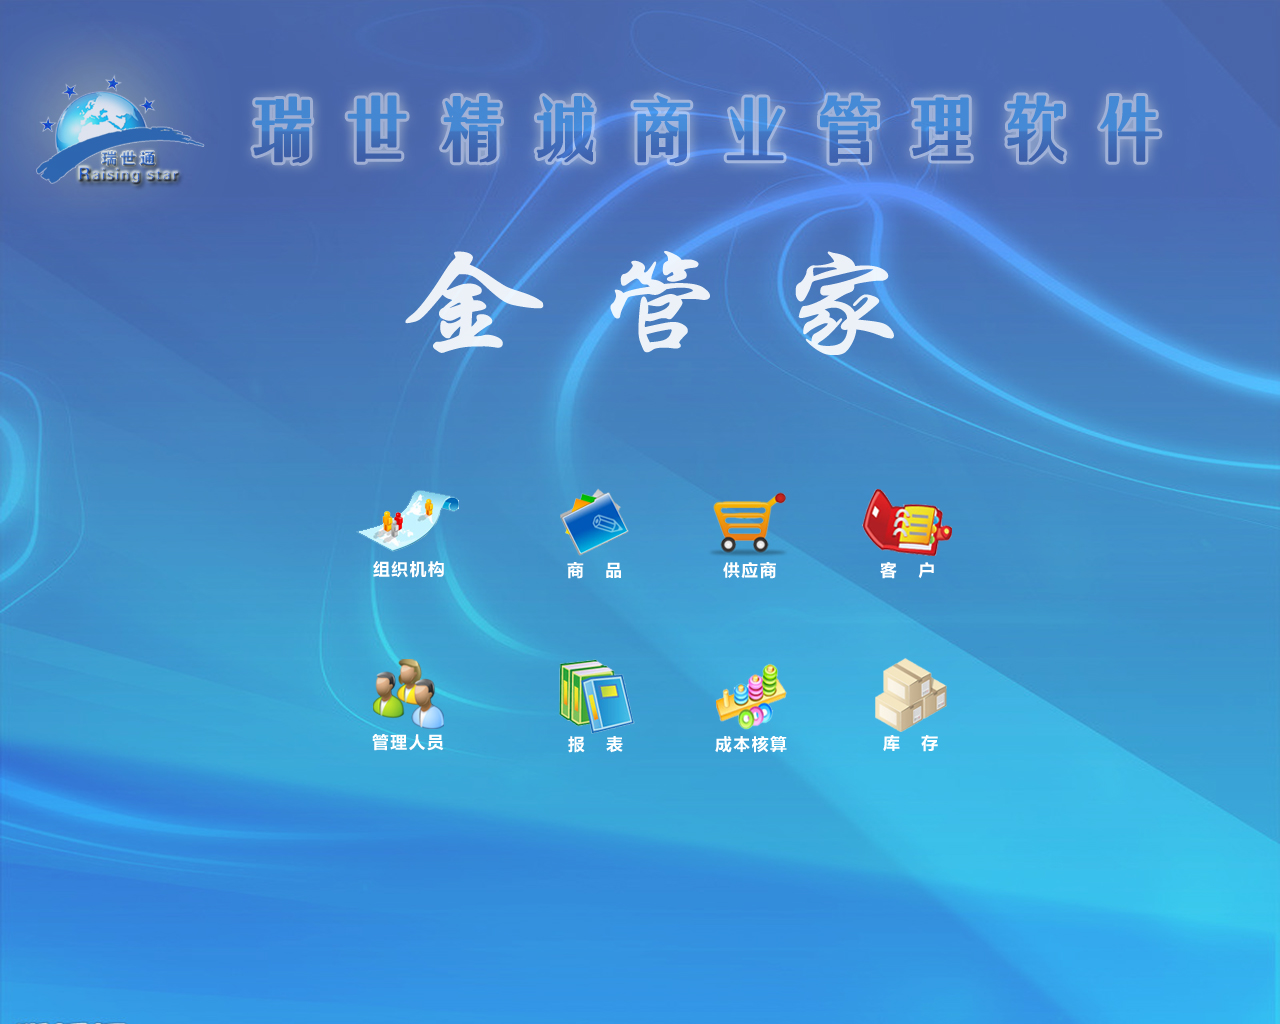 瑞世精诚商业管理软件
瑞世通
Raising star
金管家
组织机构 商品 供应商 客户
管理人员 报表 成本核算 库存